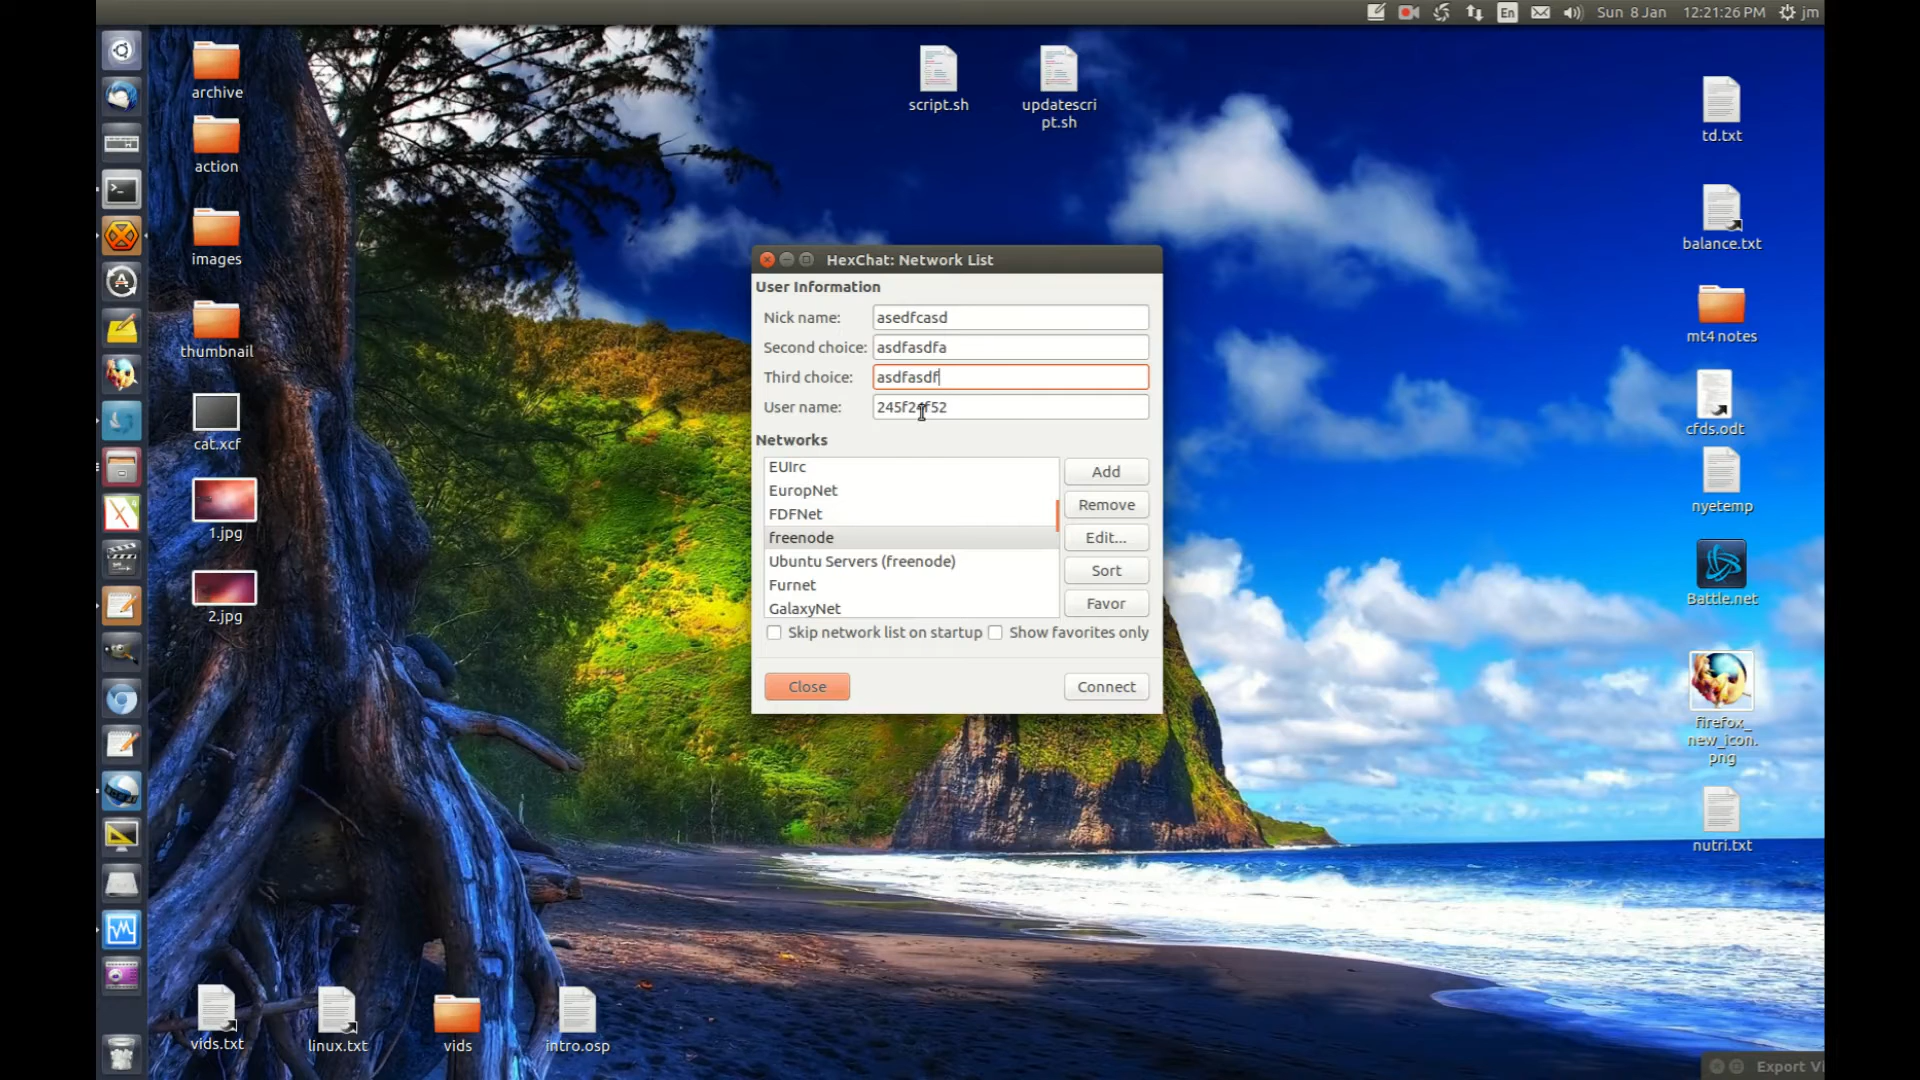 En
Sun 8 Jan
12:21:26 PM
jm
archive
action
images
thumbnail
cat.xcf
1.jpg
2.jpg
vids.txt
linux.txt
vids
intro.osp
script.sh
updatescri
pt.sh
HexChat: Network List
User Information
Nick name: asedfcasd
Second choice: asdfasdfa
Third choice: asdfasdf
User name:
Networks
EUIrc
EuropNet
FDFNet
freenode
Ubuntu Servers (freenode)
Furnet
GalaxyNet
Add
Remove
Edit...
Sort
Favor
Skip network list on startup
Show favorites only
Close
Connect
td.txt
balance.txt
mt4 notes
cfds.odt
nyetemp
Battle.net
firefox_
new_icon.
png
nutri.txt
Export Vi